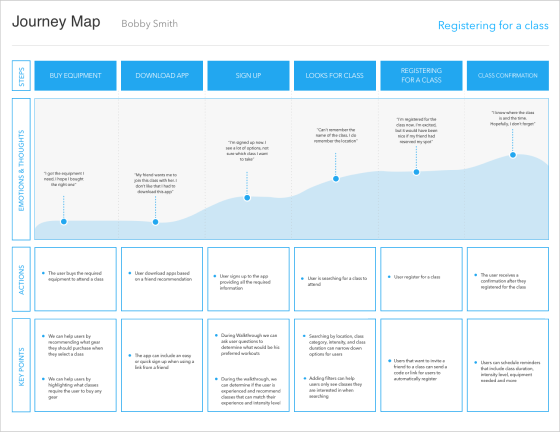 Journey Map
Bobby Smith
Registering for a class
STEPS
BUY EQUIPMENT
DOWNLOAD APP
SIGN UP
LOOKS FOR CLASS
REGISTERING
FOR A CLASS
CLASS CONFIRMATION
EMOTIONS & THOUGHTS
"I got the equipment I
need. I hope I bought
the right one"
"My friend wants me to
join this class with her. I
don't like that I had to
download this app"
"I'm signed up now. I
see a lot of options, not
sure which class I want
to take"
"Can't remember the
name of the class. I do
remember the location"
"I'm registered for the
class now. I'm excited,
but it would have been
nice if my friend had
reserved my spot"
"I know where the class
is and the time.
Hopefully, I don't forget"
ACTIONS
The user buys the required
equipment to attend a class
User download apps based
on a friend recommendation
User signs up to the app
providing all the required
information
User is searching for a class to
attend
User register for a class
The user receives a
confirmation after they
registered for the class
KEY POINTS
We can help users by
recommending what gear
they should purchase when
they select a class
We can help users by
highlighting what classes
require the user to buy any
gear
The app can include an easy
or quick sign up when using a
link from a friend
During Walkthrough we can
ask user questions to
determine what would be his
preferred workouts
During the walkthrough, we
can determine if the user is
experienced and recommend
classes that can match their
experience and intensity level
Searching by location, class
category, intensity, and class
duration can narrow down
options for users
Adding filters can help
users only see classes they
are interested in when
searching
Users that want to invite a
friend to a class can send a
code or link for users to
automatically register
Users can schedule reminders
that include class duration,
intensity level, equipment
needed and more